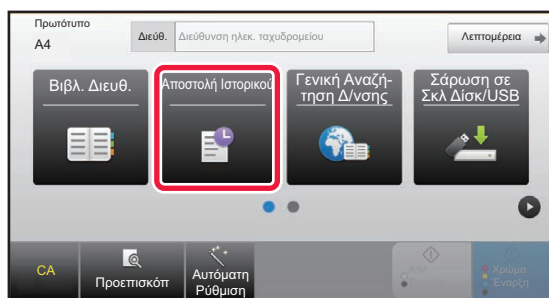 Πρωτότυπο
A4
Διεύθ.
Διεύθυνση ηλεκ. ταχυδρομείου
Λεπτομέρεια
Βιβλ. Διευθ.
Αποστολή Ιστορικού
Γενική Αναζή-
τηση Δ/νσης
Σάρωση σε
Σκλ Δίσκ/USB
CA
Προεπισκόπ
Αυτόματη
Ρύθμιση
Α/Μ
Χρώμα
Έναρξη